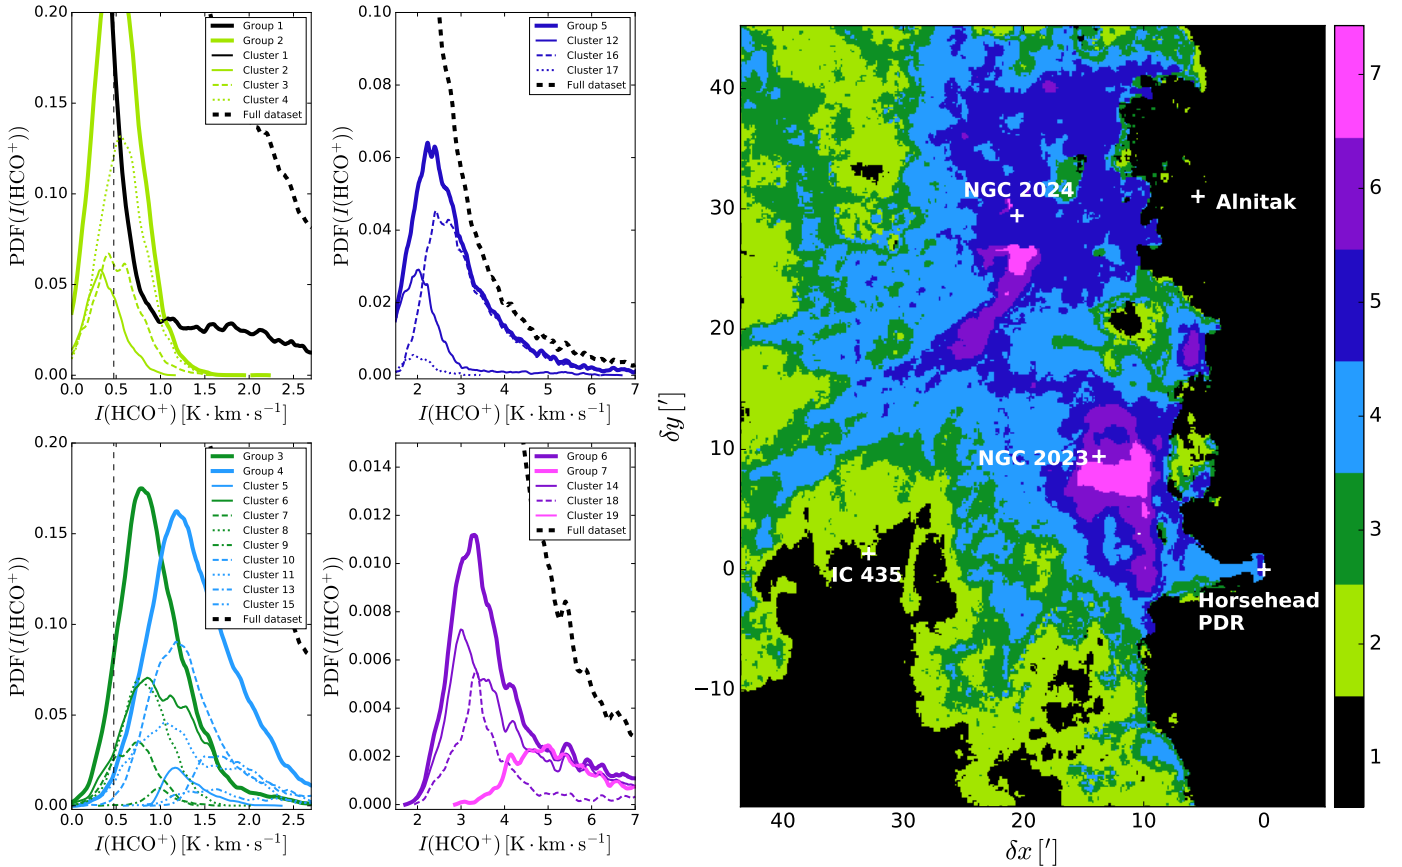 0.20
0.15
0.10
0.05
0.00
0.0 0.5 1.0 1.5 2.0 2.5
PDF(I(HCO⁺))
I(HCO⁺) [K · km · s⁻¹]
Group 1
Group 2
Cluster 1
Cluster 2
Cluster 3
Cluster 4
Full dataset
0.10
0.08
0.06
0.04
0.02
0.00
2 3 4 5 6 7
PDF(I(HCO⁺))
I(HCO⁺) [K · km · s⁻¹]
Group 5
Cluster 12
Cluster 16
Cluster 17
Full dataset
0.20
0.15
0.10
0.05
0.00
0.0 0.5 1.0 1.5 2.0 2.5
PDF(I(HCO⁺))
I(HCO⁺) [K · km · s⁻¹]
Group 3
Group 4
Cluster 5
Cluster 6
Cluster 7
Cluster 8
Cluster 9
Cluster 10
Cluster 11
Cluster 13
Cluster 15
Full dataset
0.014
0.012
0.010
0.008
0.006
0.004
0.002
0.000
2 3 4 5 6 7
PDF(I(HCO⁺))
I(HCO⁺) [K · km · s⁻¹]
Group 6
Group 7
Cluster 14
Cluster 18
Cluster 19
Full dataset
40
30
20
10
0
−10
δy [′]
40 30 20 10 0
δx [′]
NGC 2024
Alnitak
NGC 2023
IC 435
Horsehead
PDR
7
6
5
4
3
2
1